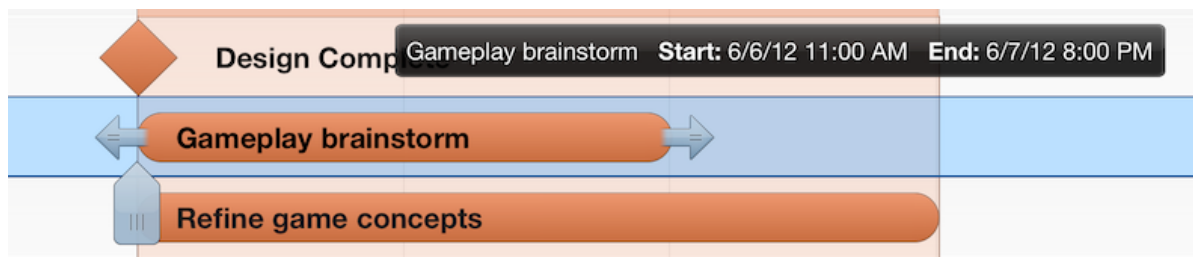 Design Complete
Gameplay brainstorm Start: 6/6/12 11:00 AM End: 6/7/12 8:00 PM
Gameplay brainstorm
Refine game concepts